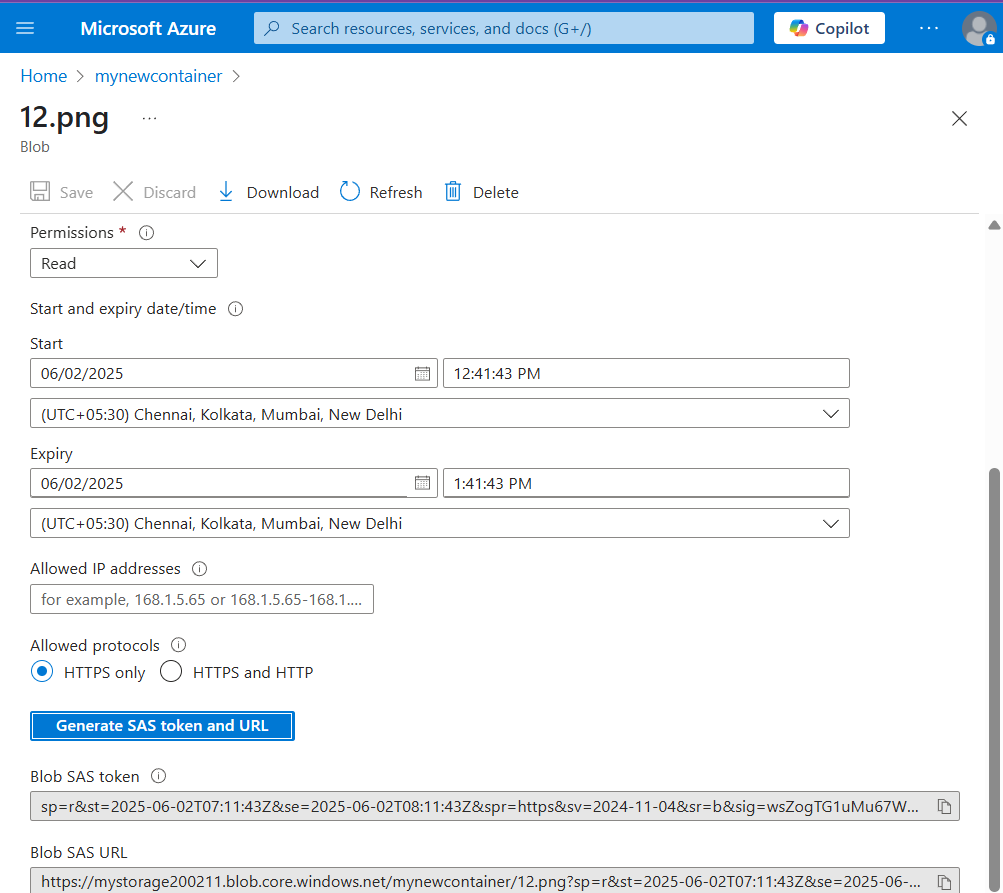 Microsoft Azure
Search resources, services, and docs (G+/)
Copilot
...
Home > mynewcontainer >
12.png ...
Blob
Save Discard Download Refresh Delete
Permissions *
Read
Start and expiry date/time
Start
06/02/2025 12:41:43 PM
(UTC+05:30) Chennai, Kolkata, Mumbai, New Delhi
Expiry
06/02/2025 1:41:43 PM
(UTC+05:30) Chennai, Kolkata, Mumbai, New Delhi
Allowed IP addresses
for example, 168.1.5.65 or 168.1.5.65-168.1....
Allowed protocols
HTTPS only HTTPS and HTTP
Generate SAS token and URL
Blob SAS token
sp=r&st=2025-06-02T07:11:43Z&se=2025-06-02T08:11:43Z&spr=https&sv=2024-11-04&sr=b&sig=wsZogTG1uMu67W...
Blob SAS URL
https://mystorage200211.blob.core.windows.net/mynewcontainer/12.png?sp=r&st=2025-06-02T07:11:43Z&se=2025-06-...